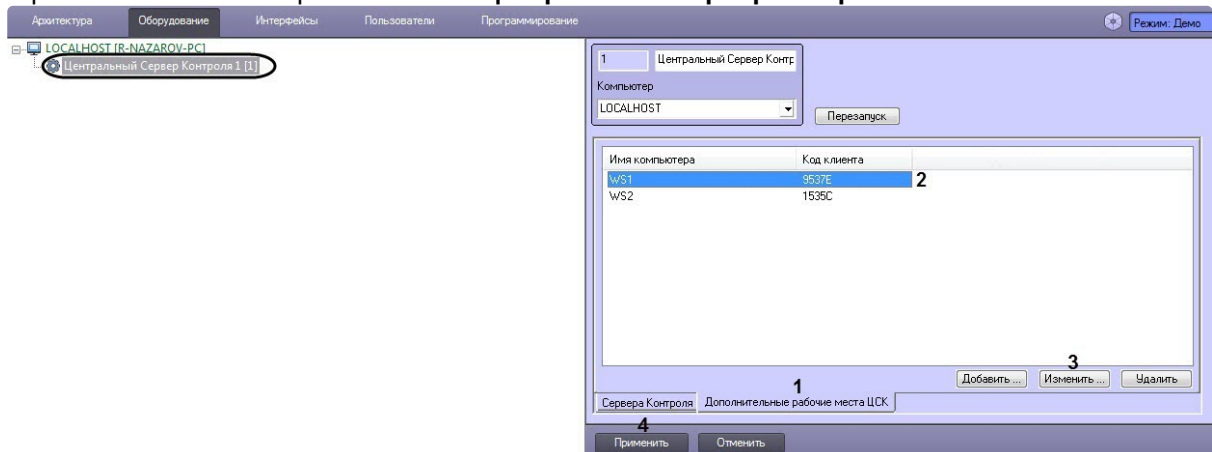 Архитектура Оборудование Интерфейсы Пользователи Программирование Режим: Демо
LOCALHOST [R-NAZAROV-PC]
Центральный Сервер Контроля 1 [1]
1 Центральный Сервер Контр
Компьютер
LOCALHOST
Перезапуск
Имя компьютера Код клиента
WS1 9537E 2
WS2 1535C
3
Добавить ... Изменить ... Удалить
1
Сервера Контроля Дополнительные рабочие места ЦСК
4
Применить Отменить